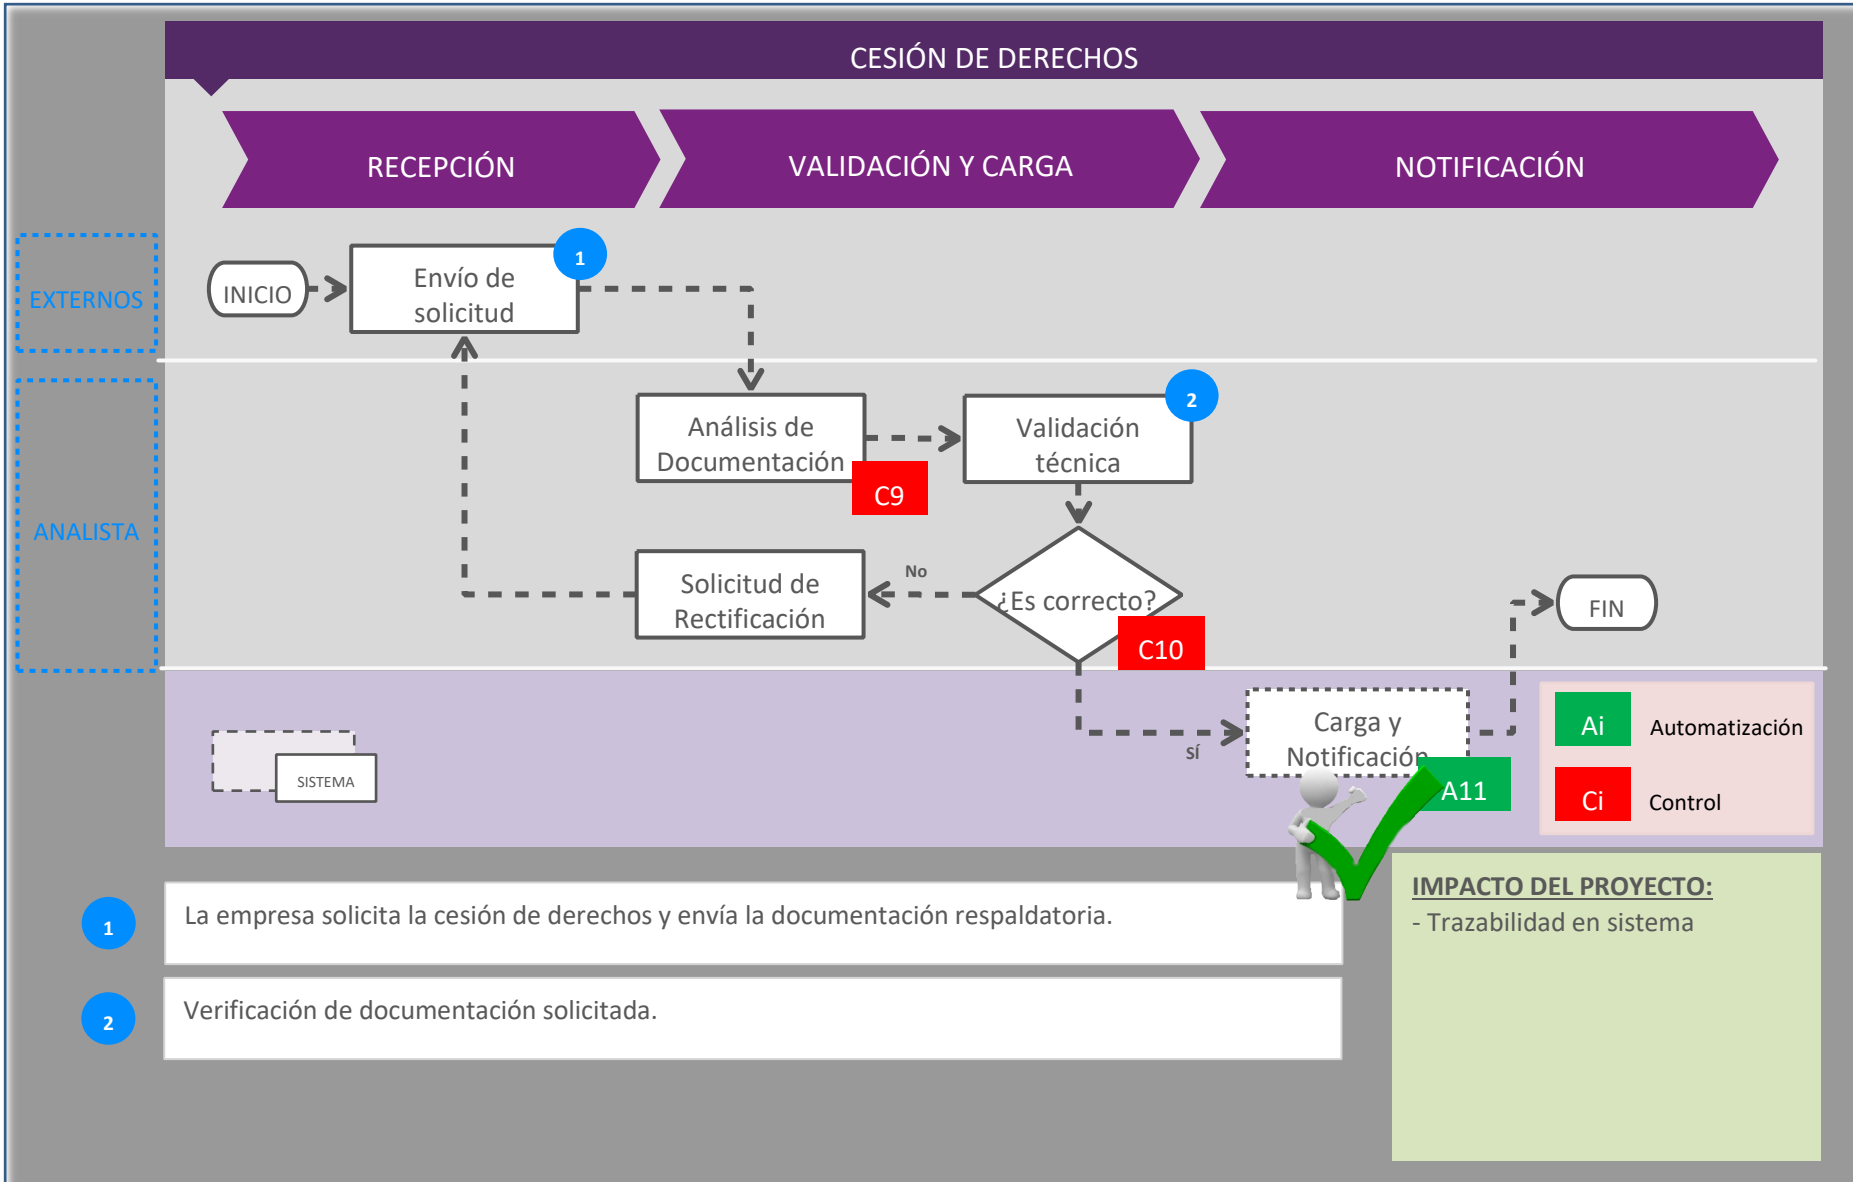 CESIÓN DE DERECHOS
RECEPCIÓN
VALIDACIÓN Y CARGA
NOTIFICACIÓN
EXTERNOS
INICIO
Envío de
solicitud
1
ANALISTA
Análisis de
Documentación
C9
Validación
técnica
2
¿Es correcto?
C10
No
Solicitud de
Rectificación
SÍ
FIN
SISTEMA
Carga y
Notificación
A11
Ai
Automatización
Ci
Control
1
La empresa solicita la cesión de derechos y envía la documentación respaldatoria.
2
Verificación de documentación solicitada.
IMPACTO DEL PROYECTO:
- Trazabilidad en sistema